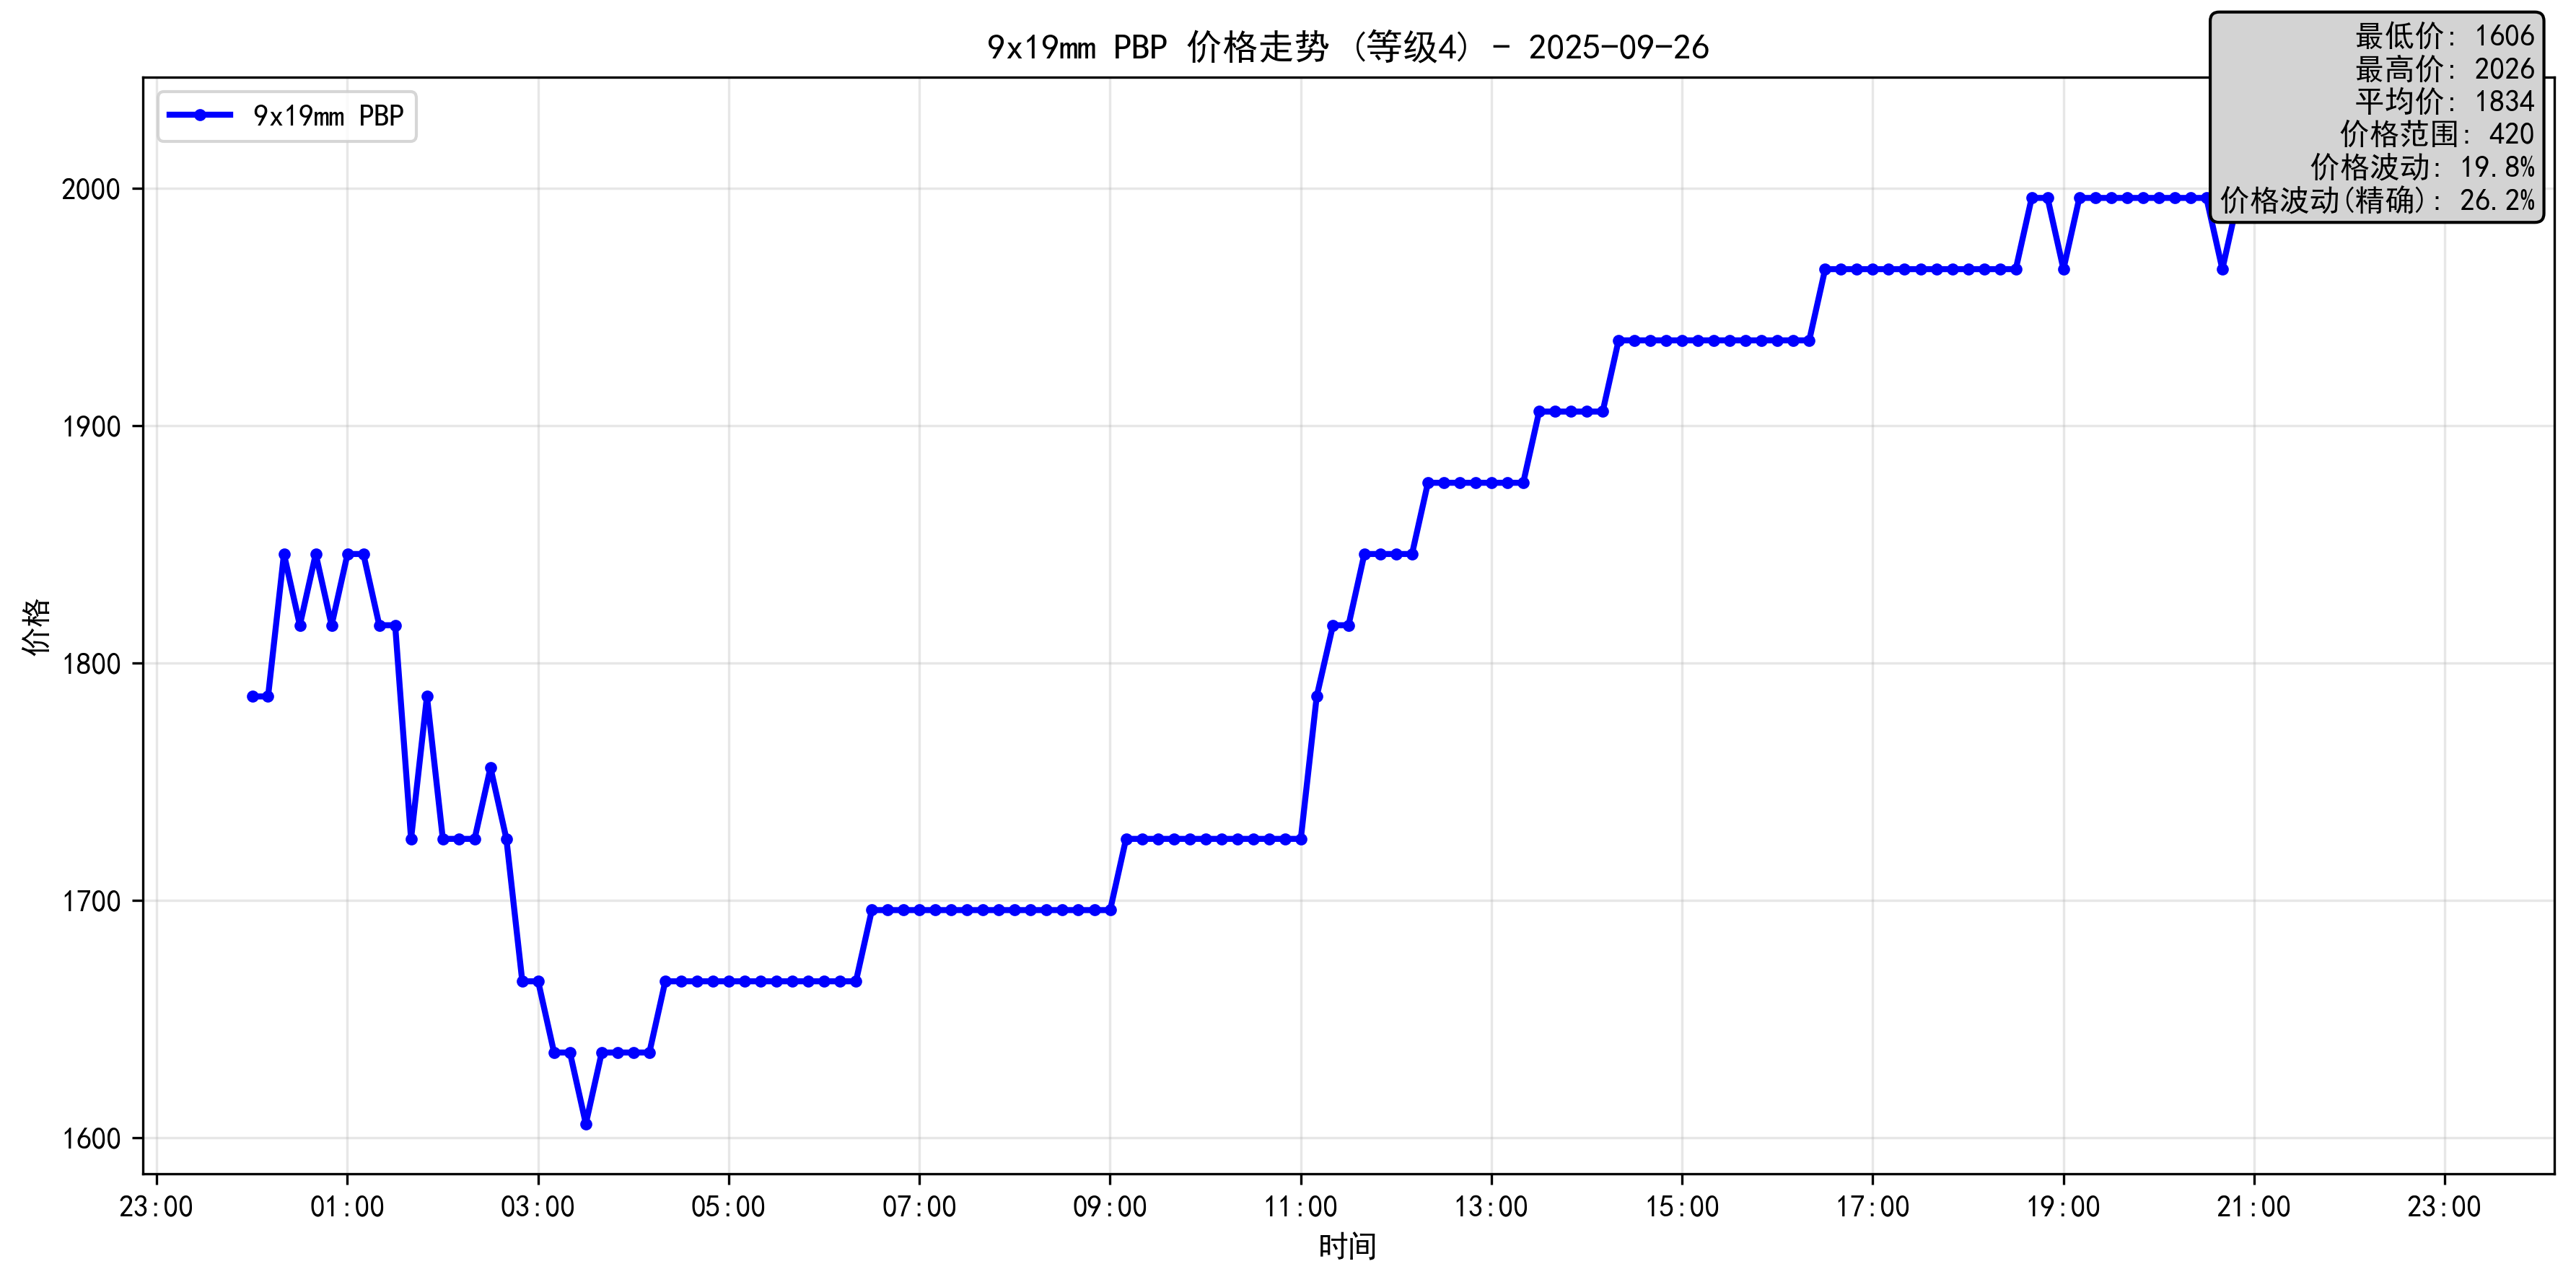 9x19mm PBP 价格走势 (等级4) - 2025-09-26
最低价: 1606
最高价: 2026
平均价: 1834
价格范围: 420
价格波动: 19.8%
价格波动(精确): 26.2%
9x19mm PBP
2000
1900
1800
1700
1600
价格
23:00 01:00 03:00 05:00 07:00 09:00 11:00 13:00 15:00 17:00 19:00 21:00 23:00
时间